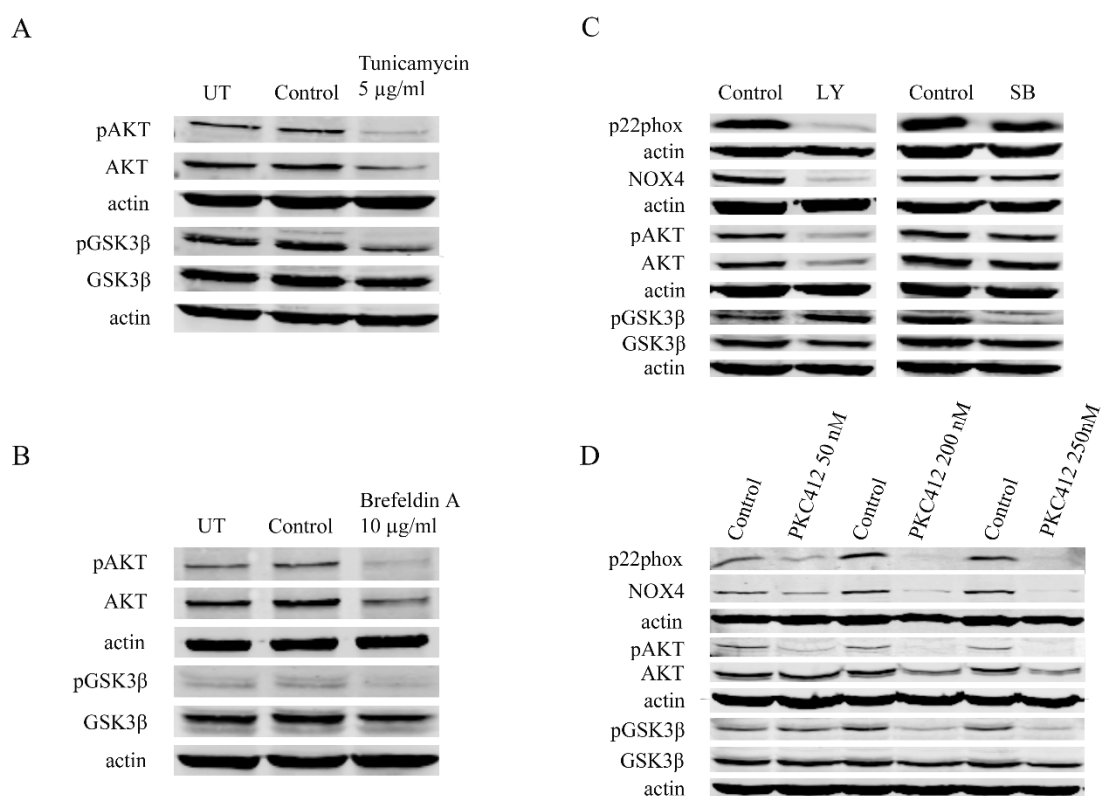 A
Tunicamycin
UT Control 5 µg/ml
pAKT
AKT
actin
pGSK3β
GSK3β
actin
B
Brefeldin A
UT Control 10 µg/ml
pAKT
AKT
actin
pGSK3β
GSK3β
actin
C
Control LY Control SB
p22phox
actin
NOX4
actin
pAKT
AKT
actin
pGSK3β
GSK3β
actin
D
Control PKC412 50 nM Control PKC412 200 nM Control PKC412 250nM
p22phox
NOX4
actin
pAKT
AKT
actin
pGSK3β
GSK3β
actin